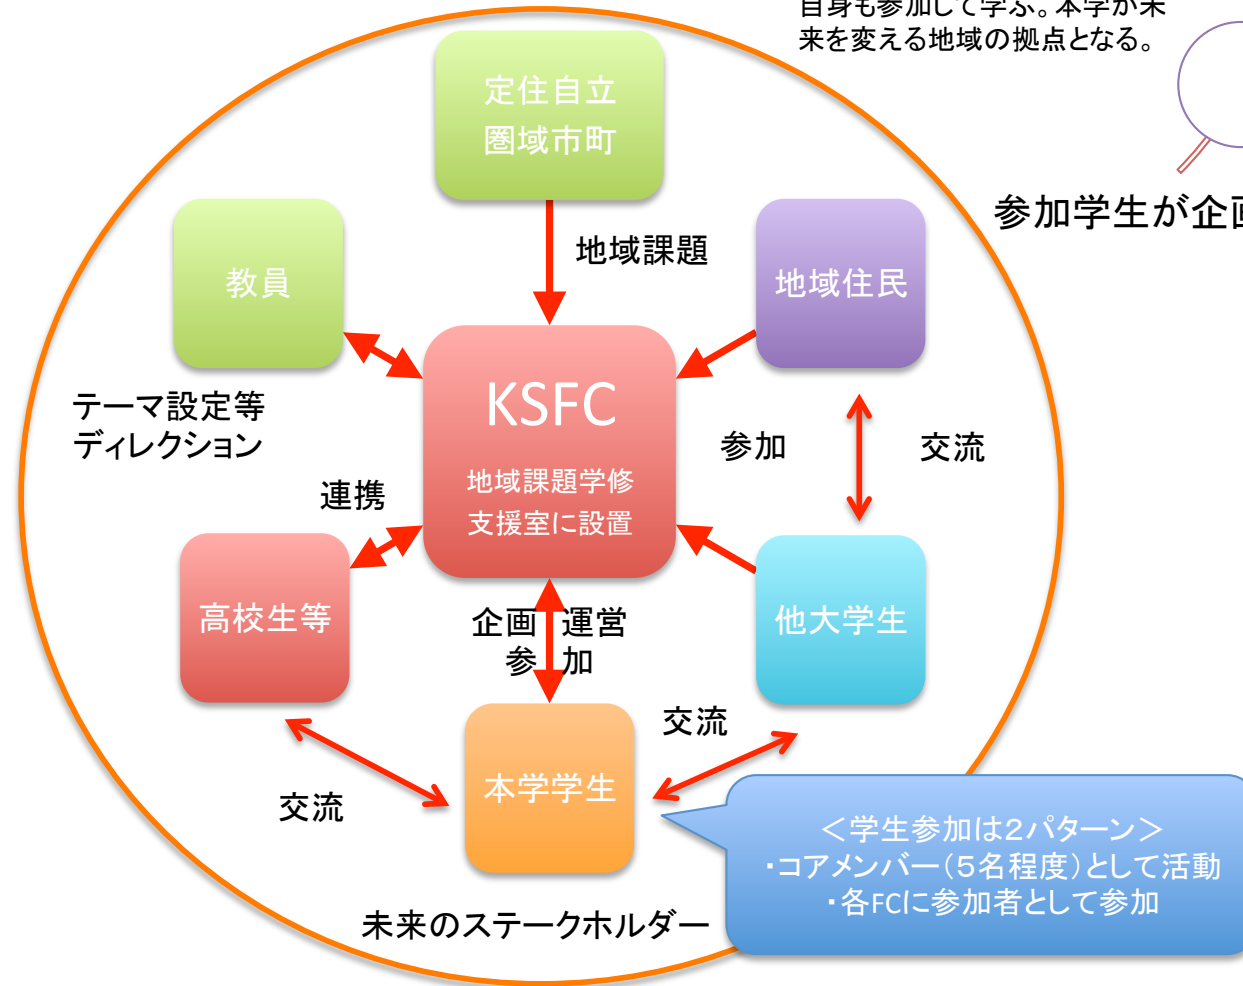 自身も参加して学ぶ。本学が未
来を変える地域の拠点となる。
定住自立
圏域市町
参加学生が企画
地域課題
教員
地域住民
KSFC
テーマ設定等
ディレクション
参加
交流
連携
地域課題学修
支援室に設置
高校生等
企画 運営
参 加
他大学生
交流
本学学生
交流
<学生参加は2パターン>
・コアメンバー(5名程度)として活動
・各FCに参加者として参加
未来のステークホルダー